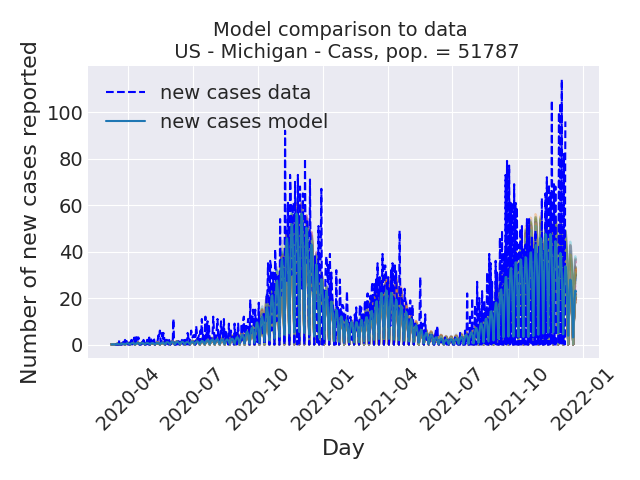 Model comparison to data
US - Michigan - Cass, pop. = 51787
Number of new cases reported
new cases data
new cases model
100
80
60
40
20
0
2020-04
2020-07
2020-10
2021-01
2021-04
2021-07
2021-10
2022-01
Day